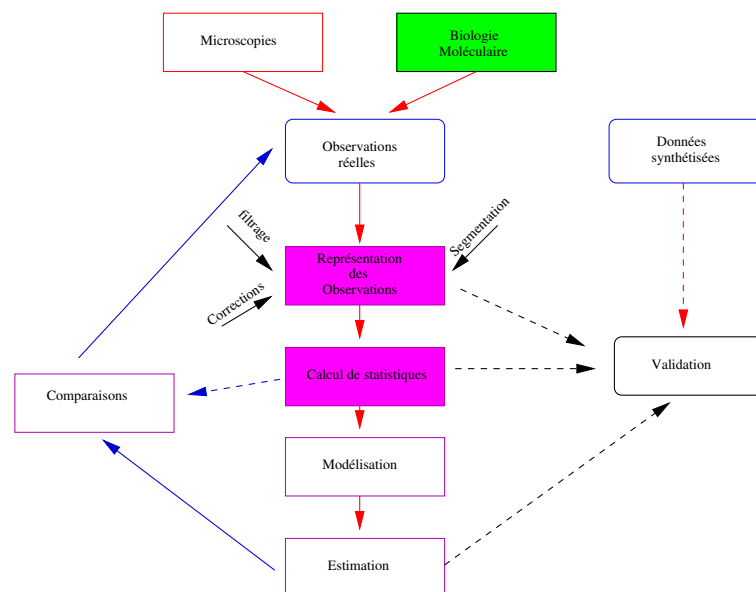 Microscopies
Biologie
Moléculaire
Observations
réelles
Données
synthétisées
filtrage
Segmentation
Représentation
des
Observations
Corrections
Calcul de statistiques
Validation
Comparaisons
Modélisation
Estimation